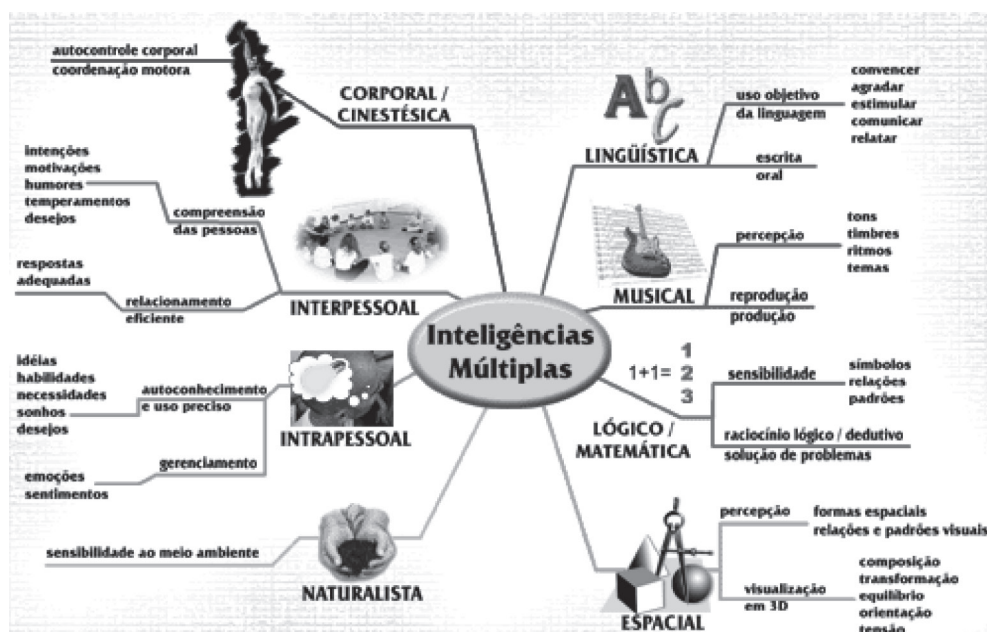 Inteligências
Múltiplas
CORPORAL /
CINESTÉSICA
autocontrole corporal
coordenação motora
INTERPESSOAL
compreensão
das pessoas
intenções
motivações
humores
temperamentos
desejos
relacionamento
eficiente
respostas
adequadas
INTRAPESSOAL
autoconhecimento
e uso preciso
idéias
habilidades
necessidades
sonhos
desejos
gerenciamento
emoções
sentimentos
NATURALISTA
sensibilidade ao meio ambiente
Abc
LINGÜÍSTICA
uso objetivo
da linguagem
convencer
agradar
estimular
comunicar
relatar
escrita
oral
MUSICAL
percepção
tons
timbres
ritmos
temas
reprodução
produção
1
1+1= 2
3
LÓGICO /
MATEMÁTICA
sensibilidade
símbolos
relações
padrões
raciocínio lógico / dedutivo
solução de problemas
ESPACIAL
percepção
formas espaciais
relações e padrões visuais
visualização
em 3D
composição
transformação
equilíbrio
orientação
tensão